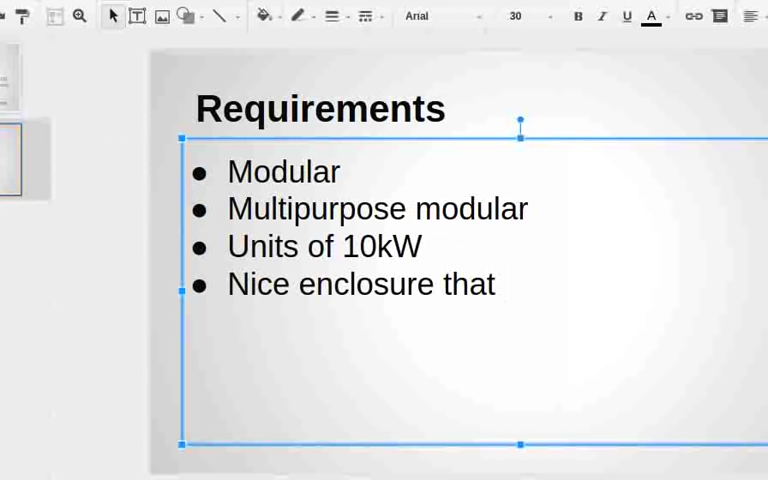 Arial 30 B I U A
Requirements
● Modular
● Multipurpose modular
● Units of 10kW
● Nice enclosure that